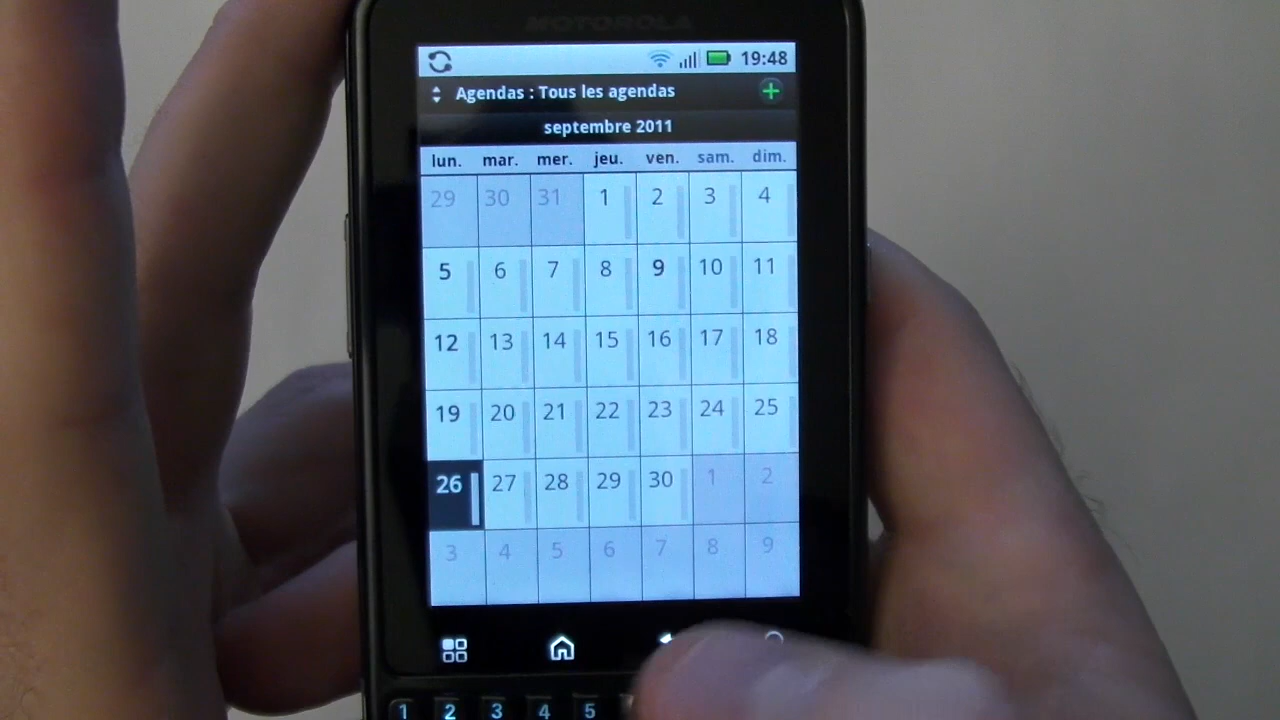 MOTOROLA
19:48
Agendas : Tous les agendas
septembre 2011
lun. mar. mer. jeu. ven. sam. dim.
29 30 31 1 2 3 4
5 6 7 8 9 10 11
12 13 14 15 16 17 18
19 20 21 22 23 24 25
26 27 28 29 30 1 2
3 4 5 6 7 8 9
1 2 3 4 5